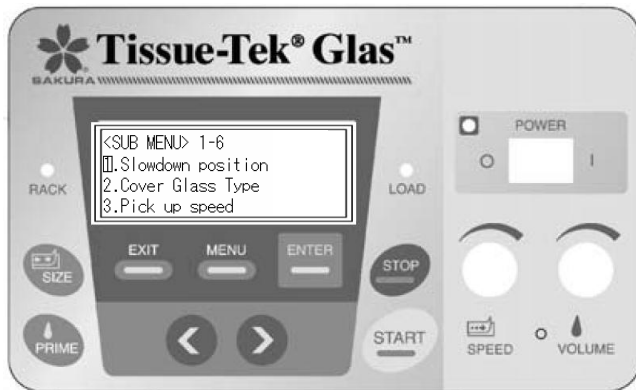 Tissue-Tek® Glas™
SAKURA
<SUB MENU> 1-6
1.Slowdown position
2.Cover Glass Type
3.Pick up speed
RACK
LOAD
POWER
O
I
EXIT
MENU
ENTER
SIZE
STOP
PRIME
START
SPEED
VOLUME